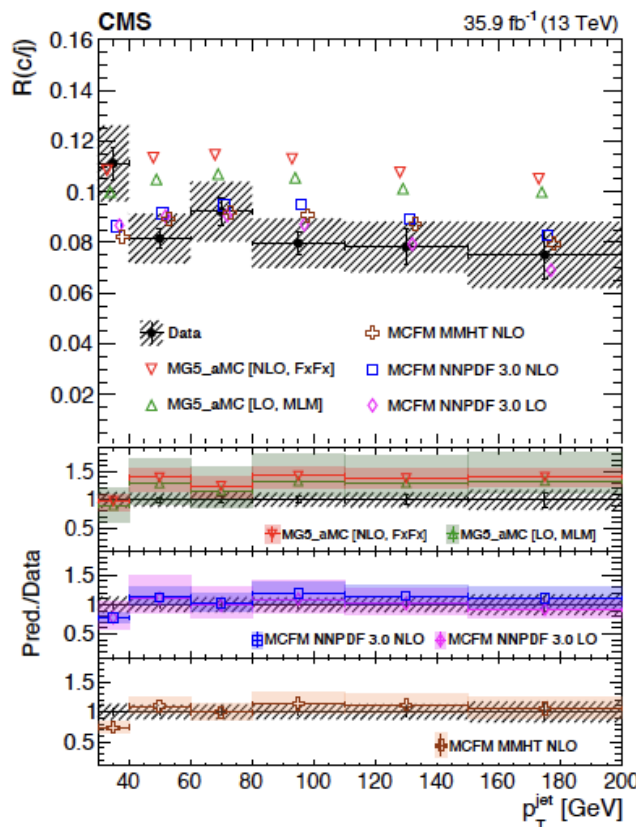 CMS 35.9 fb⁻¹ (13 TeV)
R(c/j)
0.16
0.14
0.12
0.1
0.08
0.06
0.04
0.02
Data
MG5_aMC [NLO, FxFx]
MG5_aMC [LO, MLM]
MCFM MMHT NLO
MCFM NNPDF 3.0 NLO
MCFM NNPDF 3.0 LO
Pred./Data
1.5
1
0.5
MG5_aMC [NLO, FxFx] MG5_aMC [LO, MLM]
1.5
1
0.5
MCFM NNPDF 3.0 NLO MCFM NNPDF 3.0 LO
1.5
1
0.5
MCFM MMHT NLO
40 60 80 100 120 140 160 180 200
p_T^jet [GeV]